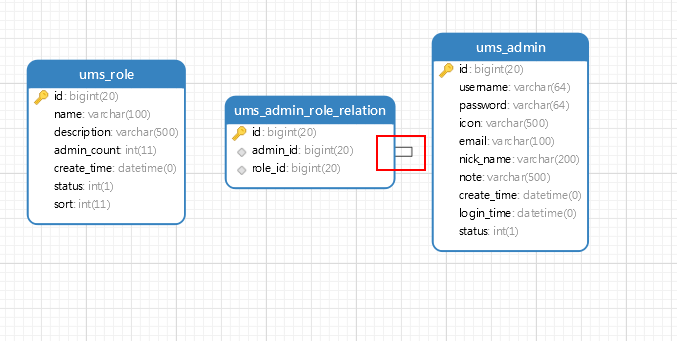 ums_role
id: bigint(20)
name: varchar(100)
description: varchar(500)
admin_count: int(11)
create_time: datetime(0)
status: int(1)
sort: int(11)
ums_admin_role_relation
id: bigint(20)
admin_id: bigint(20)
role_id: bigint(20)
ums_admin
id: bigint(20)
username: varchar(64)
password: varchar(64)
icon: varchar(500)
email: varchar(100)
nick_name: varchar(200)
note: varchar(500)
create_time: datetime(0)
login_time: datetime(0)
status: int(1)